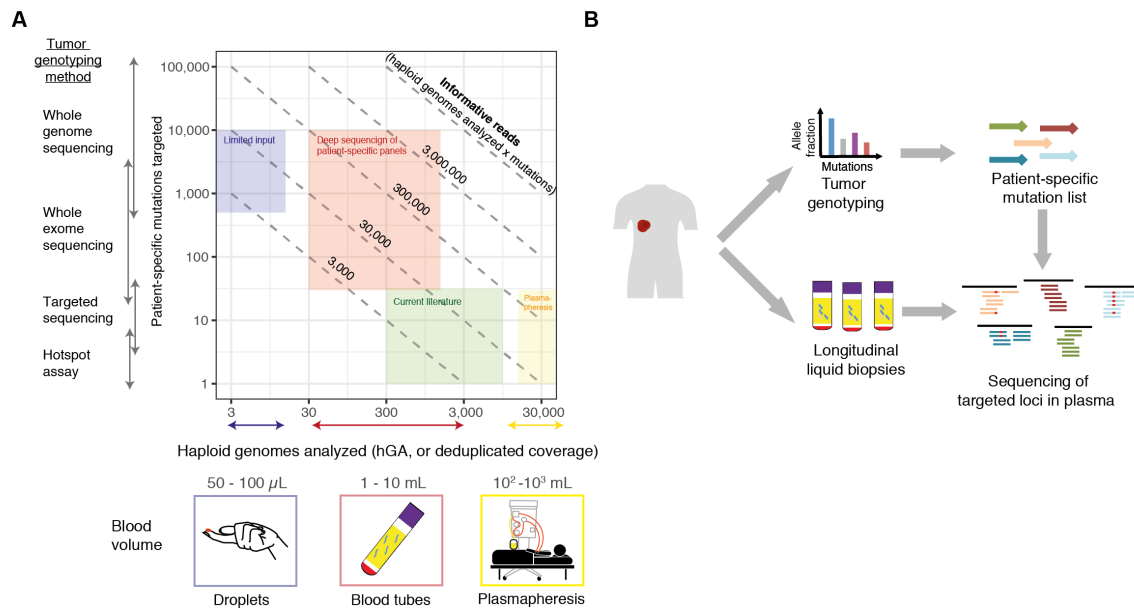 A
Tumor
genotyping
method
Whole
genome
sequencing
Whole
exome
sequencing
Targeted
sequencing
Hotspot
assay
Patient-specific mutations targeted
100,000
10,000
1,000
100
10
1
Limited input
Deep sequencign of
patient-specific panels
Current literature
Plasma-
pheresis
Informative reads
(haploid genomes analyzed x mutations)
3,000,000
300,000
30,000
3,000
3
30
300
3,000
30,000
Haploid genomes analyzed (hGA, or deduplicated coverage)
Blood
volume
50 - 100 µL
1 - 10 mL
10²-10³ mL
Droplets
Blood tubes
Plasmapheresis
B
Allele
fraction
Mutations
Tumor
genotyping
Patient-specific
mutation list
Longitudinal
liquid biopsies
Sequencing of
targeted loci in plasma